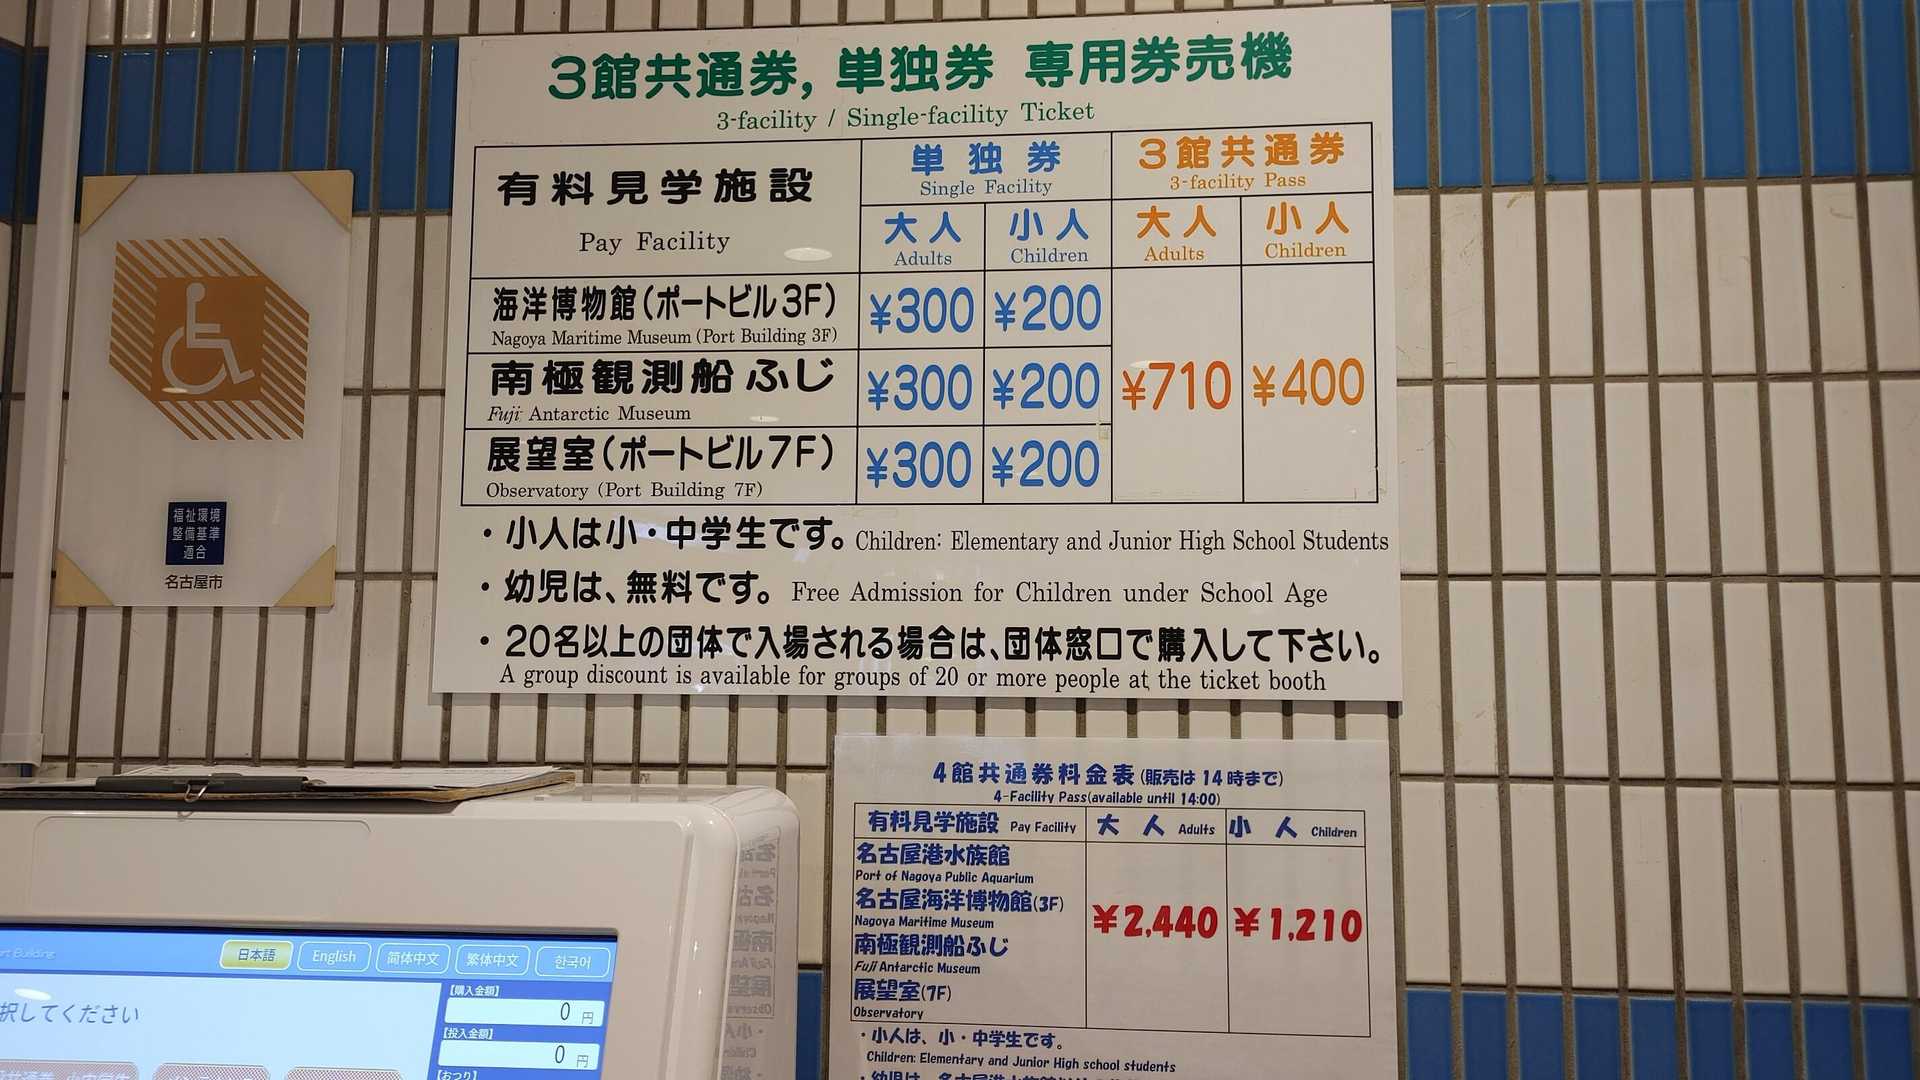 3館共通券, 単独券 専用券売機
3-facility / Single-facility Ticket
有料見学施設
Pay Facility
単独券
Single Facility
3館共通券
3-facility Pass
大人
Adults
小人
Children
大人
Adults
小人
Children
海洋博物館(ポートビル3F)
Nagoya Maritime Museum (Port Building 3F)
¥300 ¥200
南極観測船ふじ
Fuji: Antarctic Museum
¥300 ¥200
¥710 ¥400
展望室(ポートビル7F)
Observatory (Port Building 7F)
¥300 ¥200
・小人は小・中学生です。 Children: Elementary and Junior High School Students
・幼児は、無料です。 Free Admission for Children under School Age
・20名以上の団体で入場される場合は、団体窓口で購入して下さい。
A group discount is available for groups of 20 or more people at the ticket booth
福祉環境
整備基準
適合
名古屋市
4館共通券料金表(販売は14時まで)
4-Facility Pass(available until 14:00)
有料見学施設 Pay Facility 大人 Adults 小人 Children
名古屋港水族館
Port of Nagoya Public Aquarium
名古屋海洋博物館(3F)
Nagoya Maritime Museum
¥2,440 ¥1,210
南極観測船ふじ
Fuji Antarctic Museum
展望室(7F)
Observatory
・小人は、小・中学生です。
Children: Elementary and Junior High school students
Building
日本語 English 简体中文 繁体中文 한국어
択してください
【購入金額】
0 円
【投入金額】
0 円
【おつり】